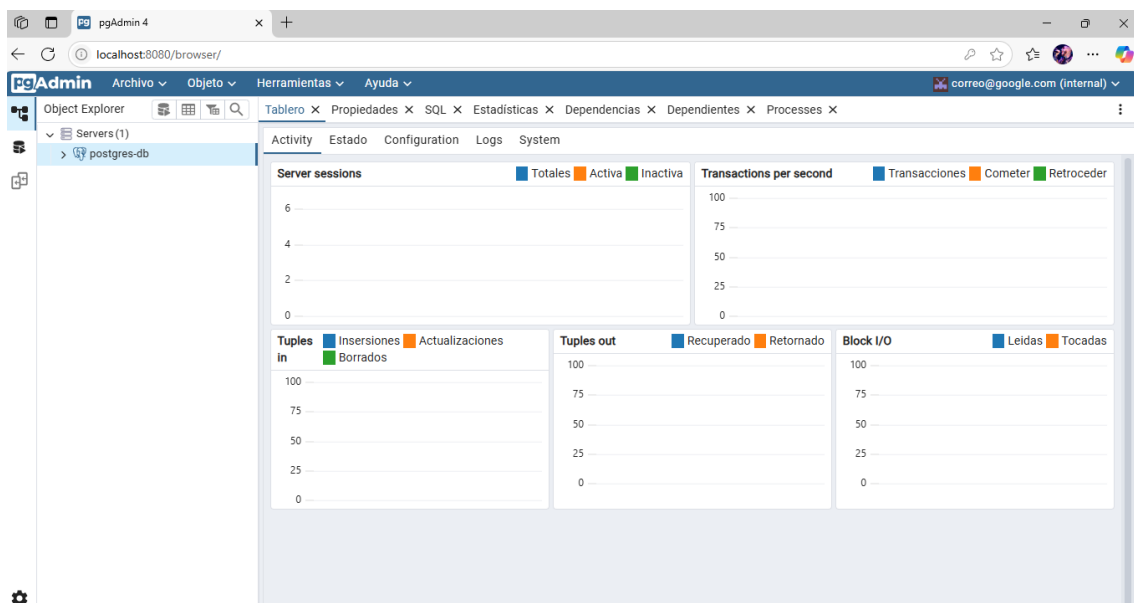 pgAdmin 4
localhost:8080/browser/
pgAdmin Archivo Objeto Herramientas Ayuda correo@google.com (internal)
Object Explorer
Servers (1)
postgres-db
Tablero Propiedades SQL Estadísticas Dependencias Dependientes Processes
Activity Estado Configuration Logs System
Server sessions Totales Activa Inactiva
6
4
2
0
Transactions per second Transacciones Cometer Retroceder
100
75
50
25
0
Tuples in Insersiones Actualizaciones
Borrados
100
75
50
25
0
Tuples out Recuperado Retornado
100
75
50
25
0
Block I/O Leidas Tocadas
100
75
50
25
0